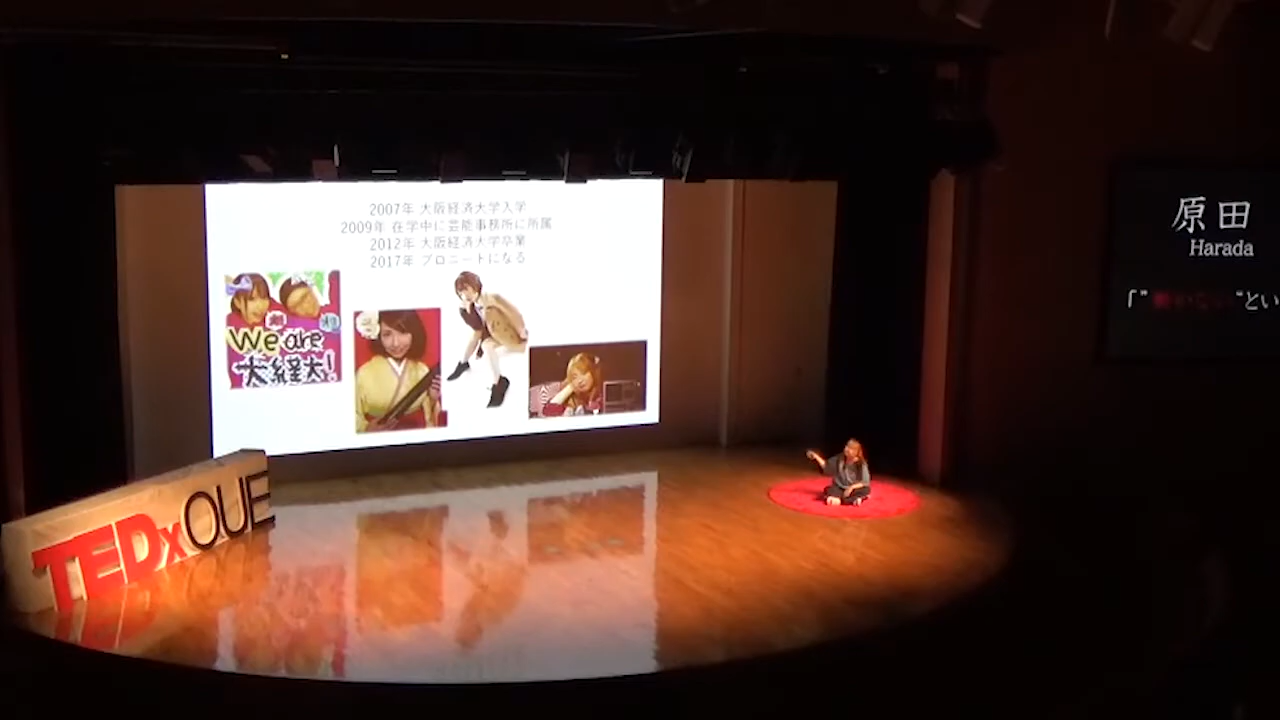 2007年 大阪経済大学入学
2009年 在学中に芸能事務所に所属
2012年 大阪経済大学卒業
2017年 プロニートになる
We are
大経大!
TEDxOUE
原田
Harada
「" "とい